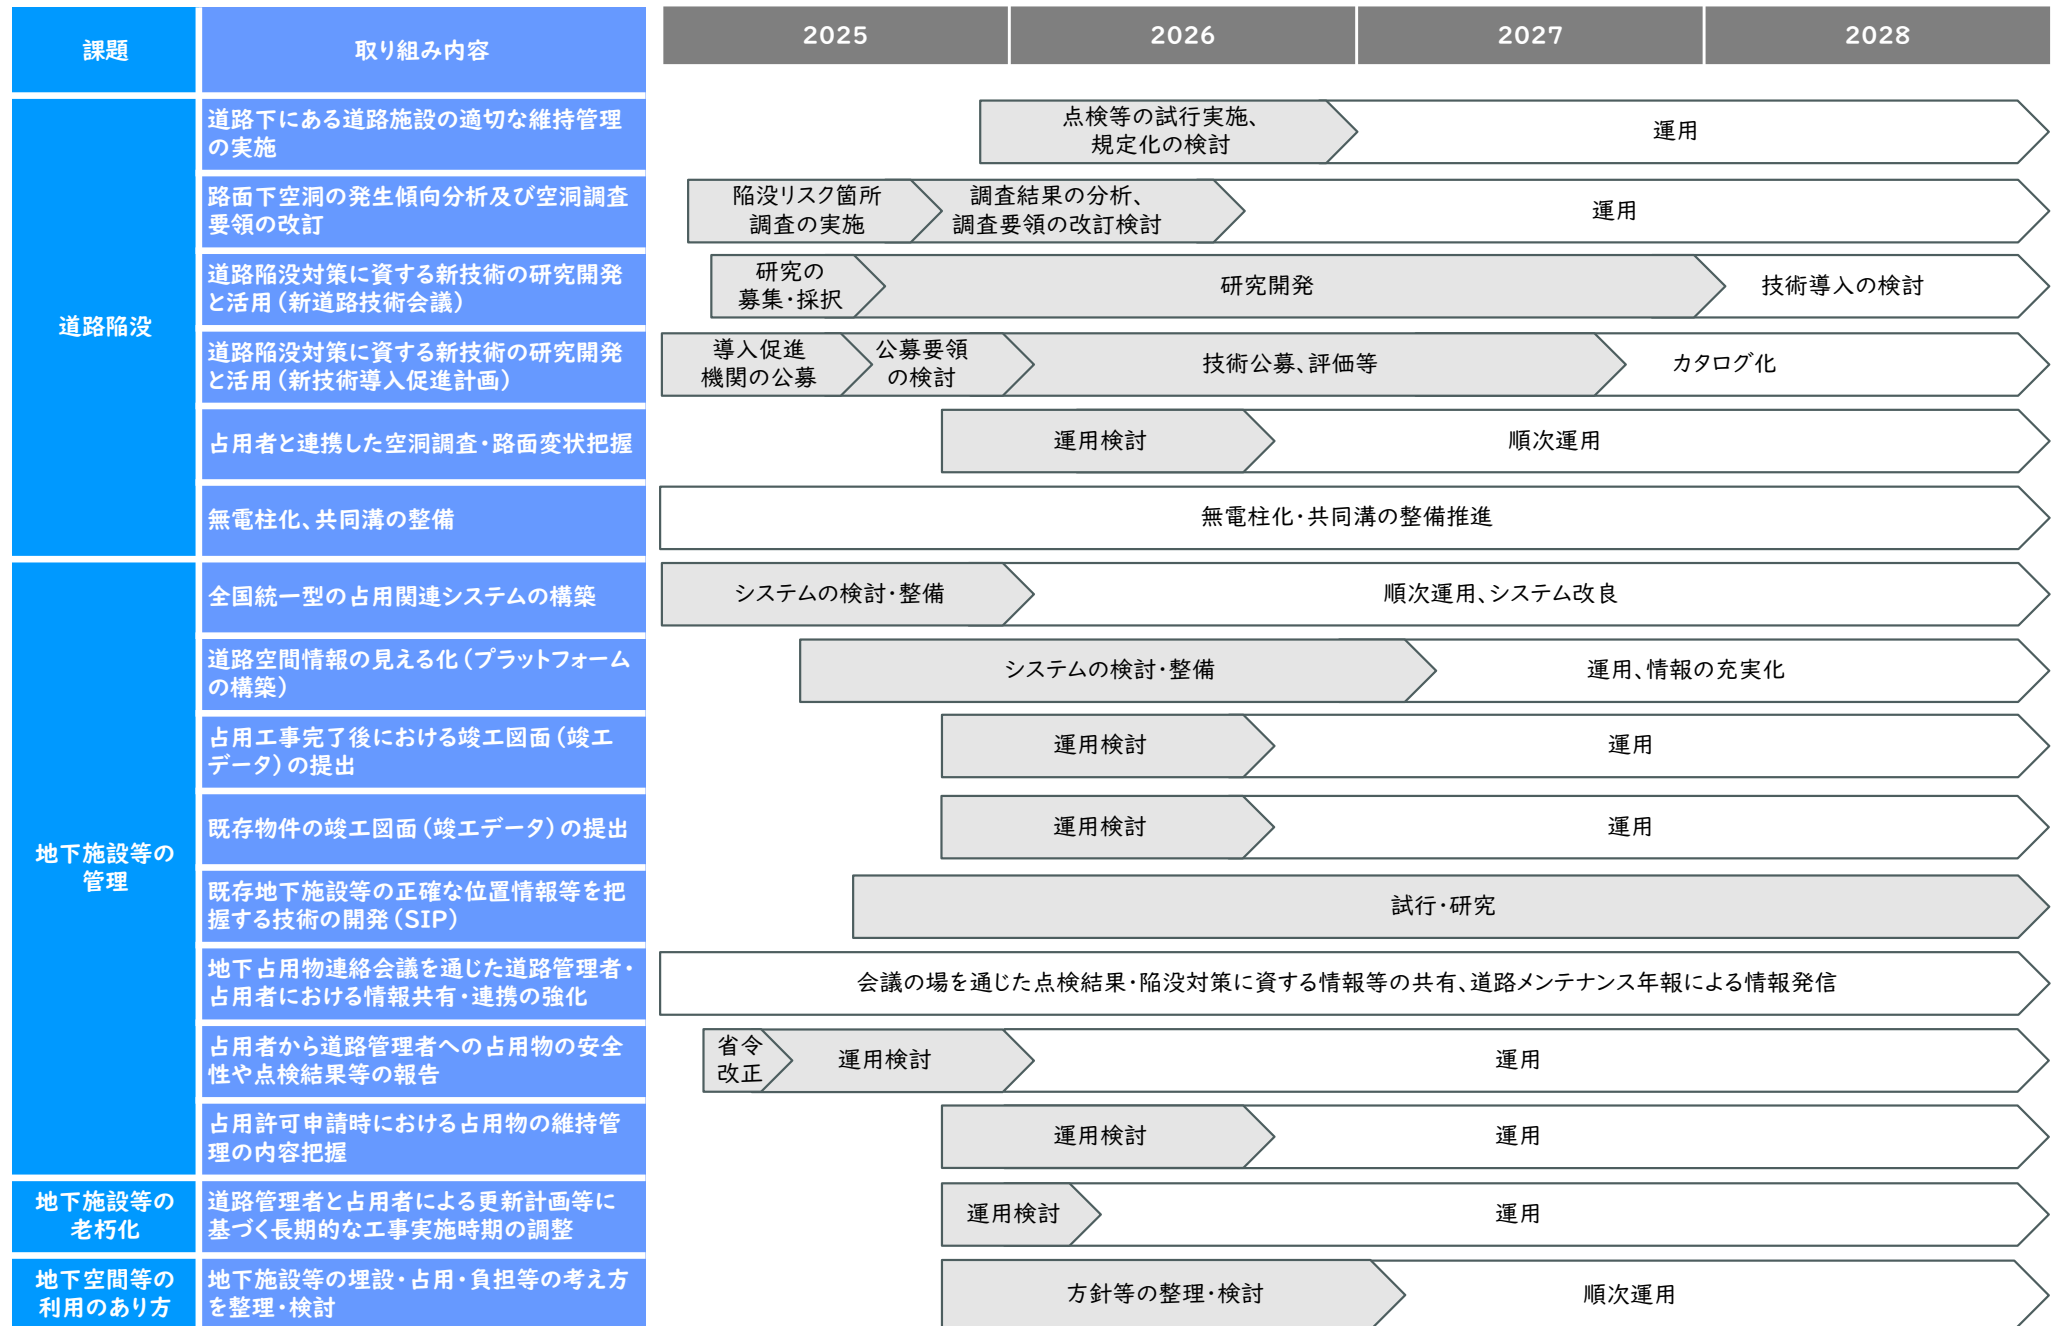 課題
取り組み内容
2025
2026
2027
2028
道路陥没
道路下にある道路施設の適切な維持管理
の実施
点検等の試行実施、
規定化の検討
運用
路面下空洞の発生傾向分析及び空洞調査
要領の改訂
陥没リスク箇所
調査の実施
調査結果の分析、
調査要領の改訂検討
運用
道路陥没対策に資する新技術の研究開発
と活用（新道路技術会議）
研究の
募集・採択
研究開発
技術導入の検討
道路陥没対策に資する新技術の研究開発
と活用（新技術導入促進計画）
導入促進
機関の公募
公募要領
の検討
技術公募、評価等
カタログ化
占用者と連携した空洞調査・路面変状把握
運用検討
順次運用
無電柱化、共同溝の整備
無電柱化・共同溝の整備推進
地下施設等の
管理
全国統一型の占用関連システムの構築
システムの検討・整備
順次運用、システム改良
道路空間情報の見える化（プラットフォーム
の構築）
システムの検討・整備
運用、情報の充実化
占用工事完了後における竣工図面（竣工
データ）の提出
運用検討
運用
既存物件の竣工図面（竣工データ）の提出
運用検討
運用
既存地下施設等の正確な位置情報等を把
握する技術の開発（SIP）
試行・研究
地下占用物連絡会議を通じた道路管理者・
占用者における情報共有・連携の強化
会議の場を通じた点検結果・陥没対策に資する情報等の共有、道路メンテナンス年報による情報発信
占用者から道路管理者への占用物の安全
性や点検結果等の報告
省令
改正
運用検討
運用
占用許可申請時における占用物の維持管
理の内容把握
運用検討
運用
地下施設等の
老朽化
道路管理者と占用者による更新計画等に
基づく長期的な工事実施時期の調整
運用検討
運用
地下空間等の
利用のあり方
地下施設等の埋設・占用・負担等の考え方
を整理・検討
方針等の整理・検討
順次運用